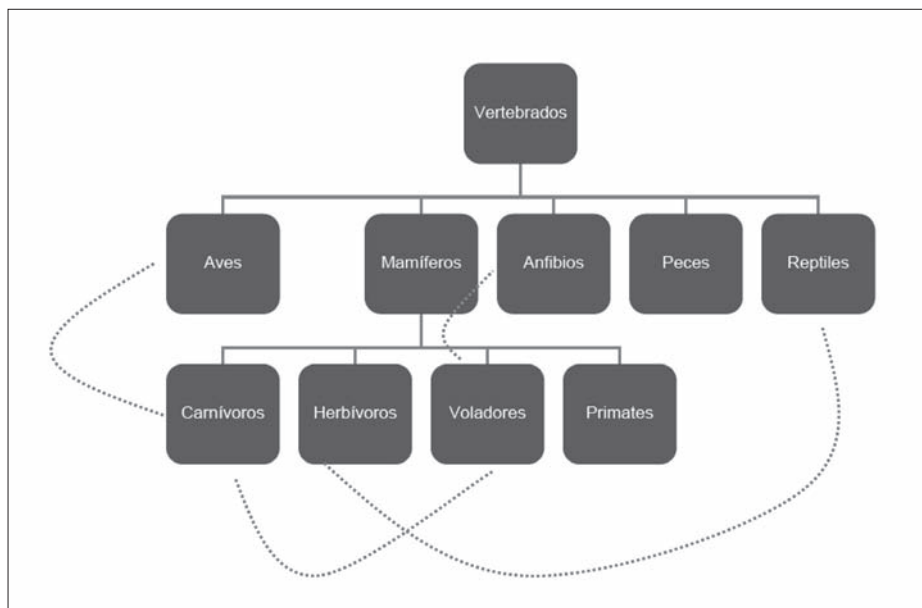 Vertebrados
Aves
Mamíferos
Anfibios
Peces
Reptiles
Carnívoros
Herbívoros
Voladores
Primates